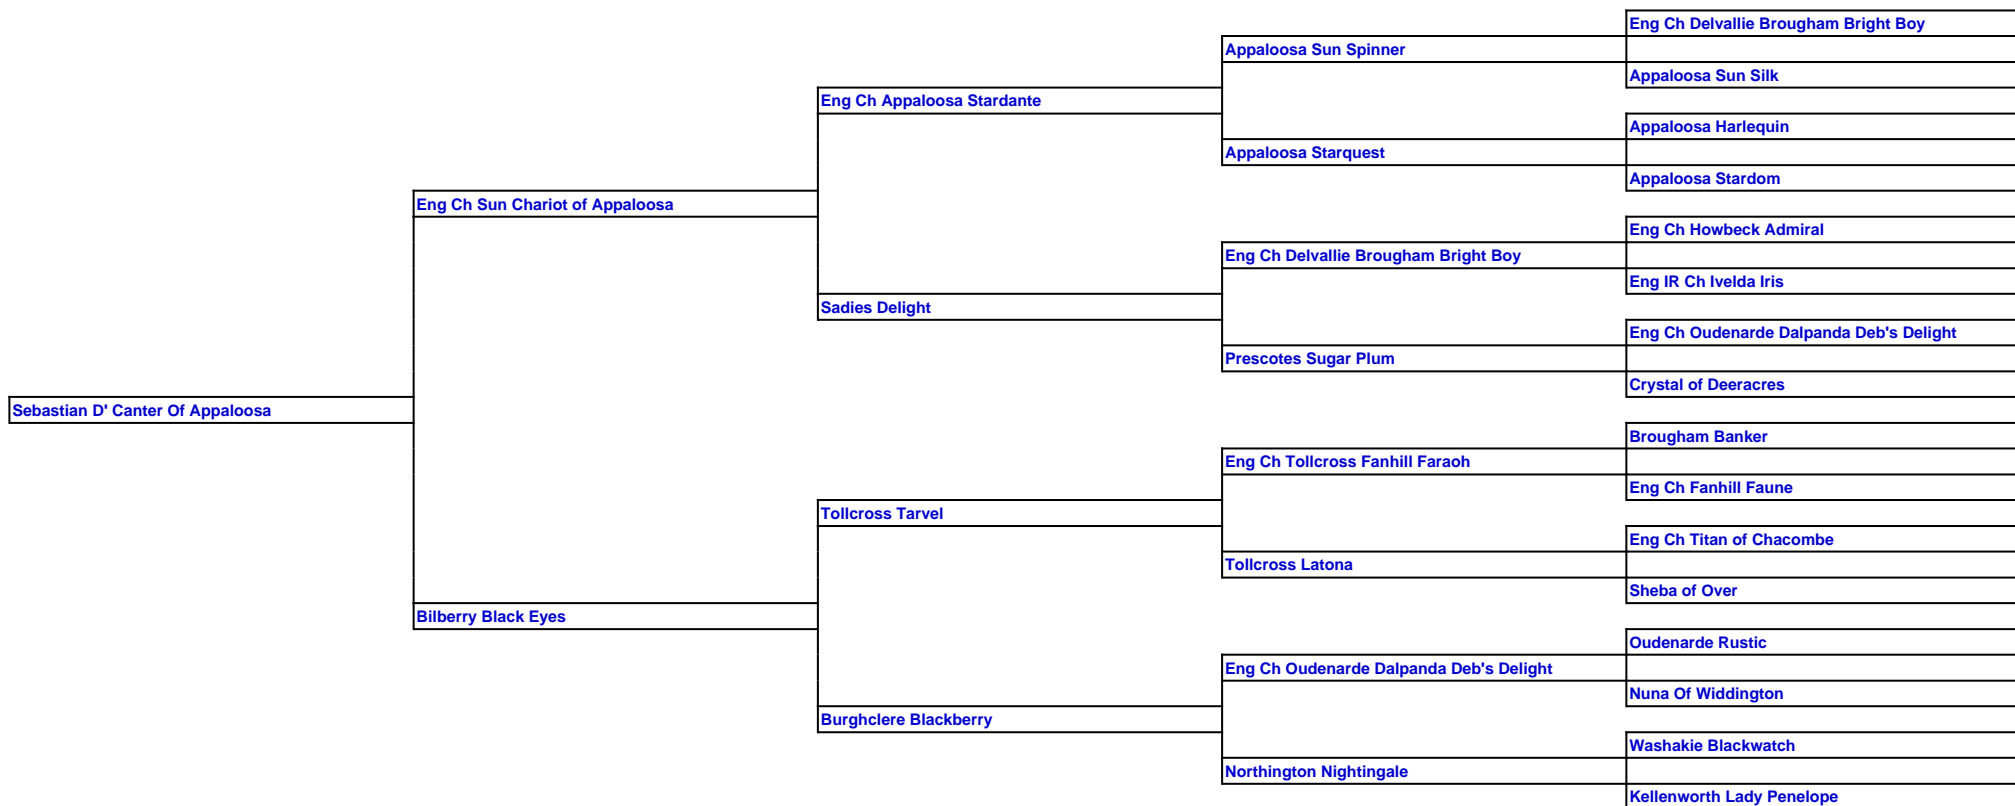 Eng Ch Delvallie Brougham Bright Boy
Appaloosa Sun Spinner
Appaloosa Sun Silk
Eng Ch Appaloosa Stardante
Appaloosa Harlequin
Appaloosa Starquest
Appaloosa Stardom
Eng Ch Sun Chariot of Appaloosa
Eng Ch Howbeck Admiral
Eng Ch Delvallie Brougham Bright Boy
Eng IR Ch Ivelda Iris
Sadies Delight
Eng Ch Oudenarde Dalpanda Deb's Delight
Prescotes Sugar Plum
Crystal of Deeracres
Sebastian D' Canter Of Appaloosa
Brougham Banker
Eng Ch Tollcross Fanhill Faraoh
Eng Ch Fanhill Faune
Tollcross Tarvel
Eng Ch Titan of Chacombe
Tollcross Latona
Sheba of Over
Bilberry Black Eyes
Oudenarde Rustic
Eng Ch Oudenarde Dalpanda Deb's Delight
Nuna Of Widdington
Burghclere Blackberry
Washakie Blackwatch
Northington Nightingale
Kellenworth Lady Penelope